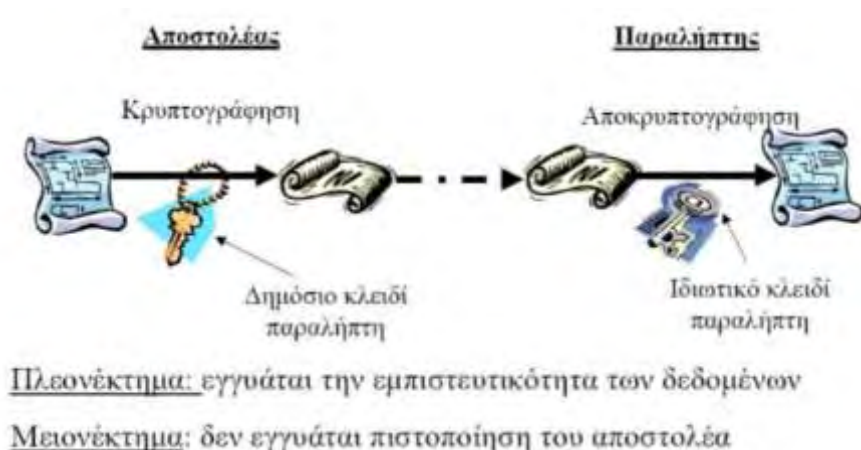 Αποστολέας
Παραλήπτης
Κρυπτογράφηση
Αποκρυπτογράφηση
Δημόσιο κλειδί
παραλήπτη
Ιδιωτικό κλειδί
παραλήπτη
Πλεονέκτημα: εγγυάται την εμπιστευτικότητα των δεδομένων
Μειονέκτημα: δεν εγγυάται πιστοποίηση του αποστολέα